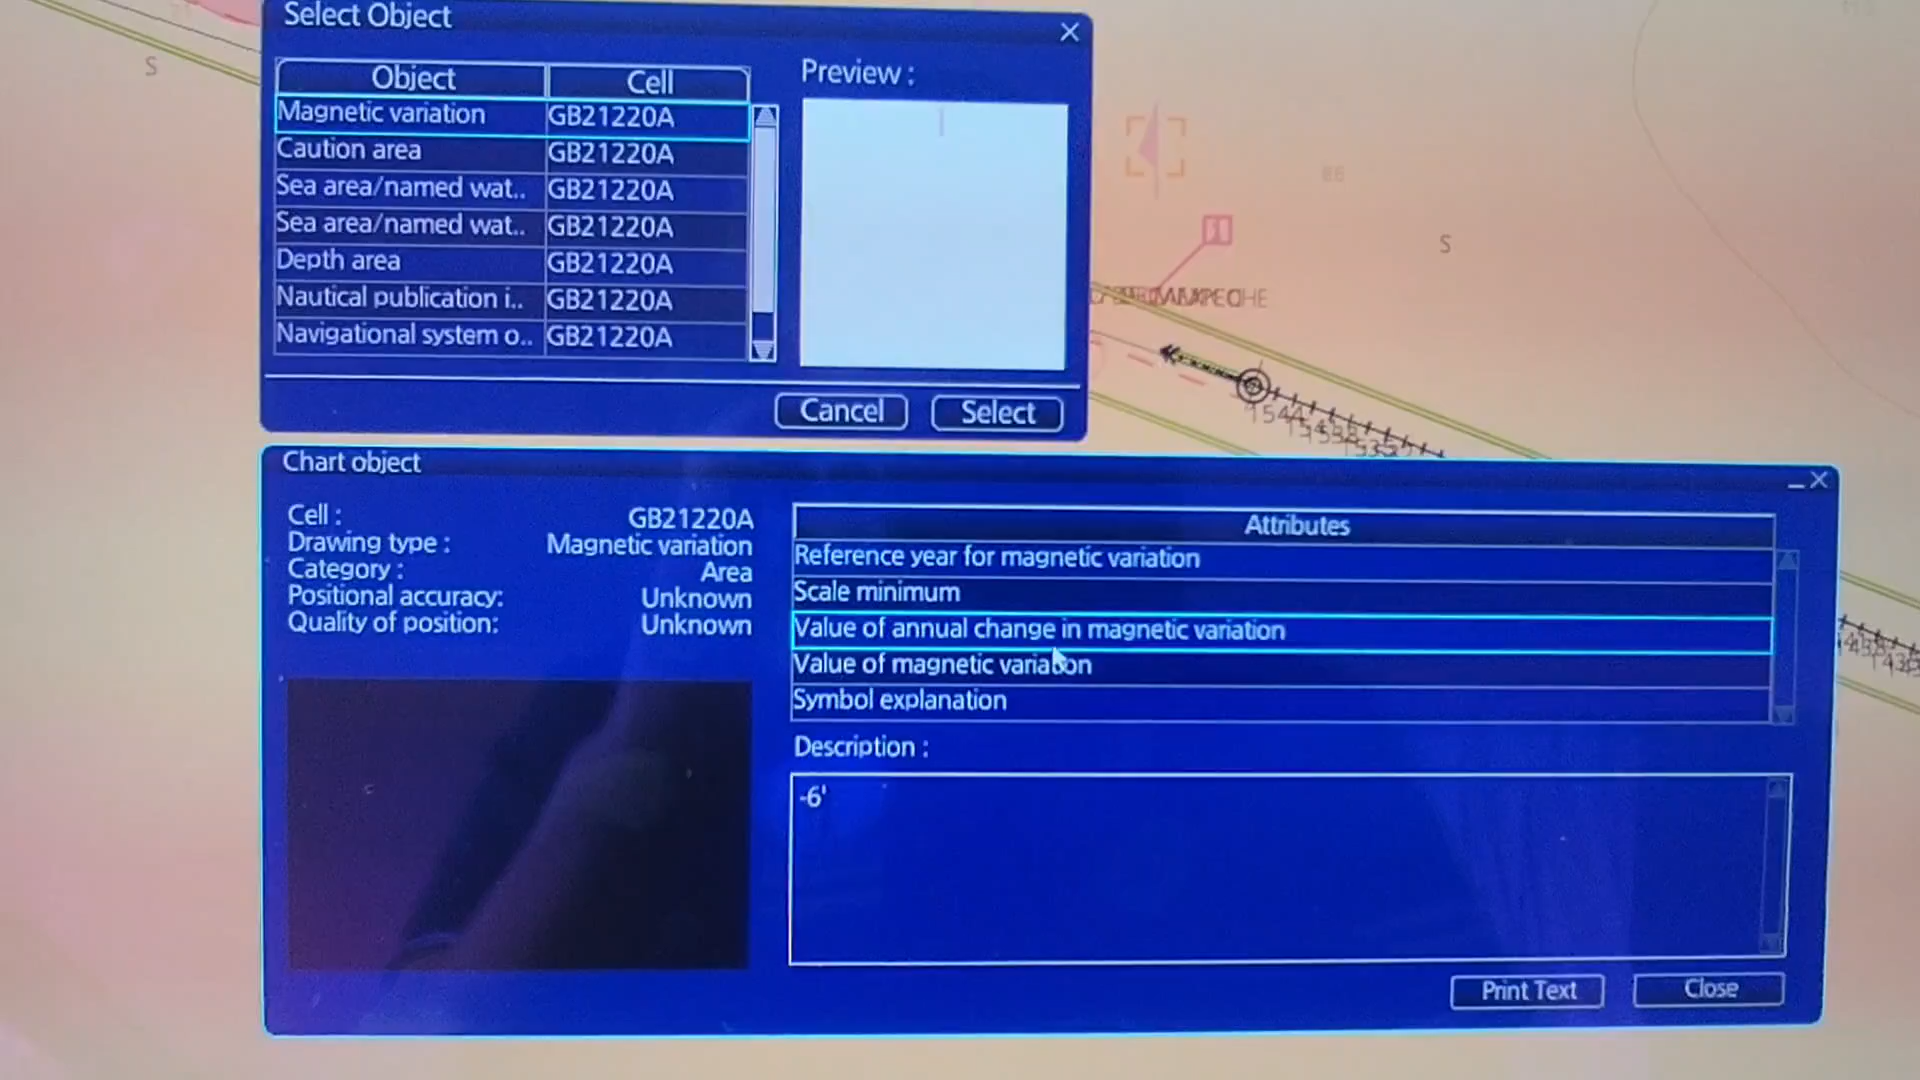 Select Object
Object Cell
Magnetic variation GB21220A
Caution area GB21220A
Sea area/named wat.. GB21220A
Sea area/named wat.. GB21220A
Depth area GB21220A
Nautical publication i.. GB21220A
Navigational system o.. GB21220A
Preview :
Cancel Select
S
86
1
S
1544
Chart object
Cell : GB21220A
Drawing type : Magnetic variation
Category : Area
Positional accuracy: Unknown
Quality of position: Unknown
Attributes
Reference year for magnetic variation
Scale minimum
Value of annual change in magnetic variation
Value of magnetic variation
Symbol explanation
Description :
-6'
Print Text Close